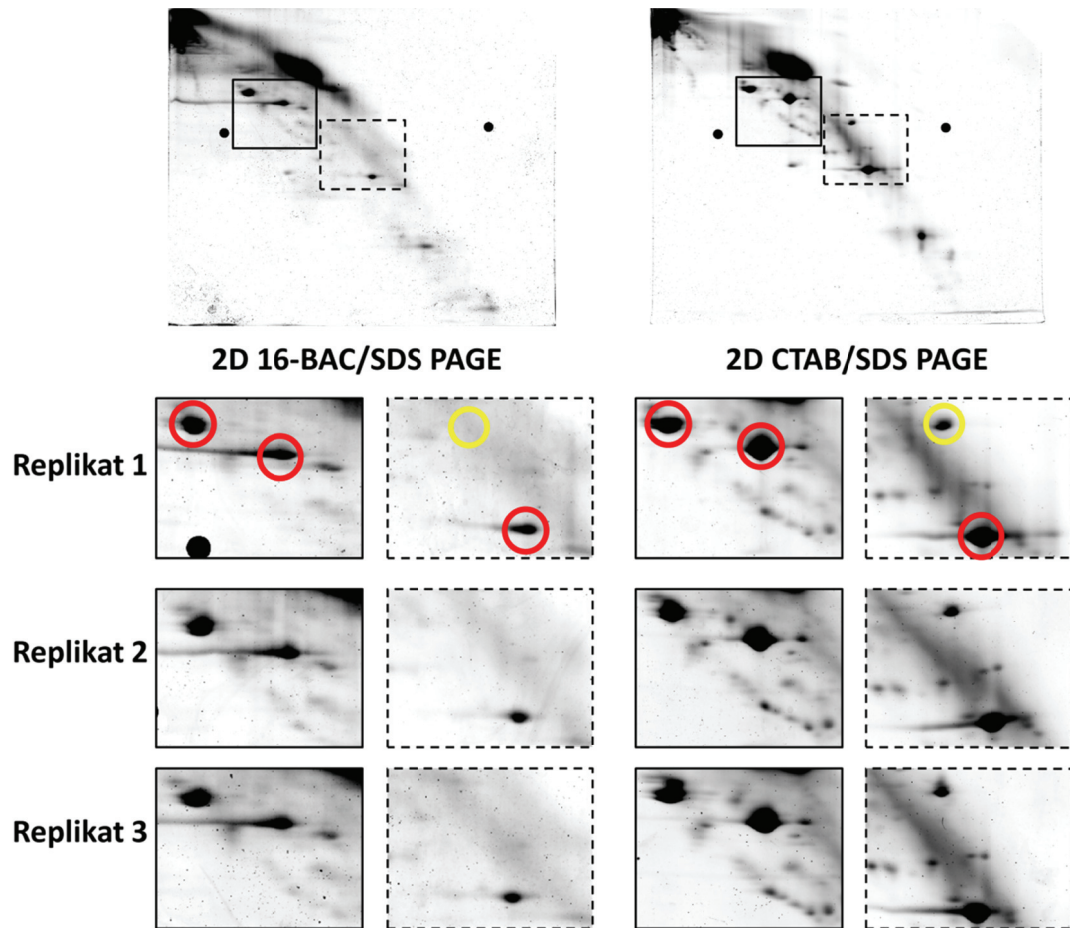 2D 16-BAC/SDS PAGE
2D CTAB/SDS PAGE
Replikat 1
Replikat 2
Replikat 3